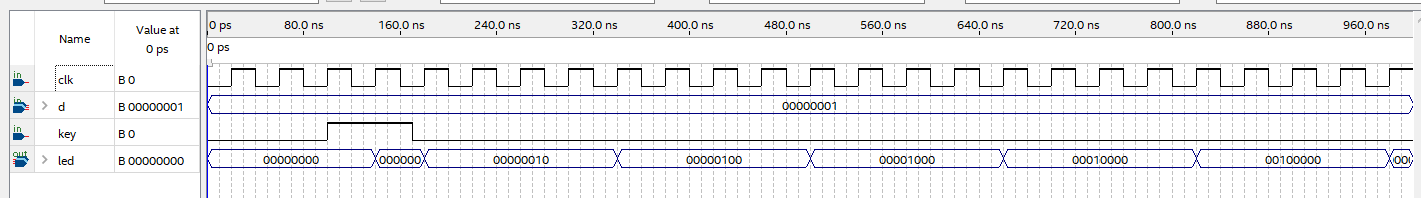 Name
Value at
0 ps
0 ps 80.0 ns 160.0 ns 240.0 ns 320.0 ns 400.0 ns 480.0 ns 560.0 ns 640.0 ns 720.0 ns 800.0 ns 880.0 ns 960.0 ns
0 ps
in clk B 0
in d B 00000001 00000001
in key B 0
out led B 00000000 00000000 000000 00000010 00000100 00001000 00010000 00100000 00